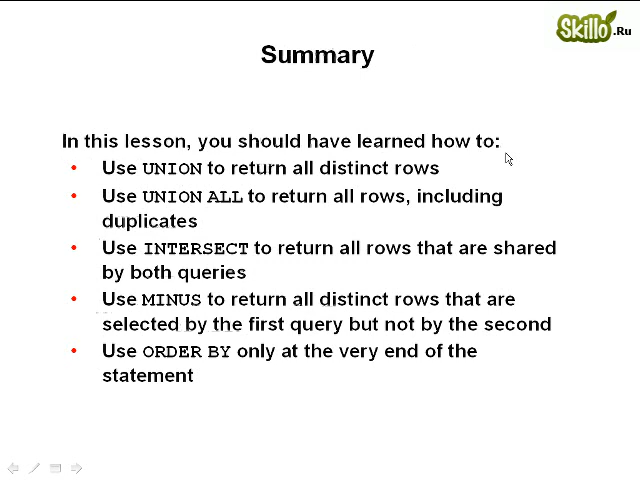 Skillo.Ru
Summary
In this lesson, you should have learned how to:
• Use UNION to return all distinct rows
• Use UNION ALL to return all rows, including
duplicates
• Use INTERSECT to return all rows that are shared
by both queries
• Use MINUS to return all distinct rows that are
selected by the first query but not by the second
• Use ORDER BY only at the very end of the
statement